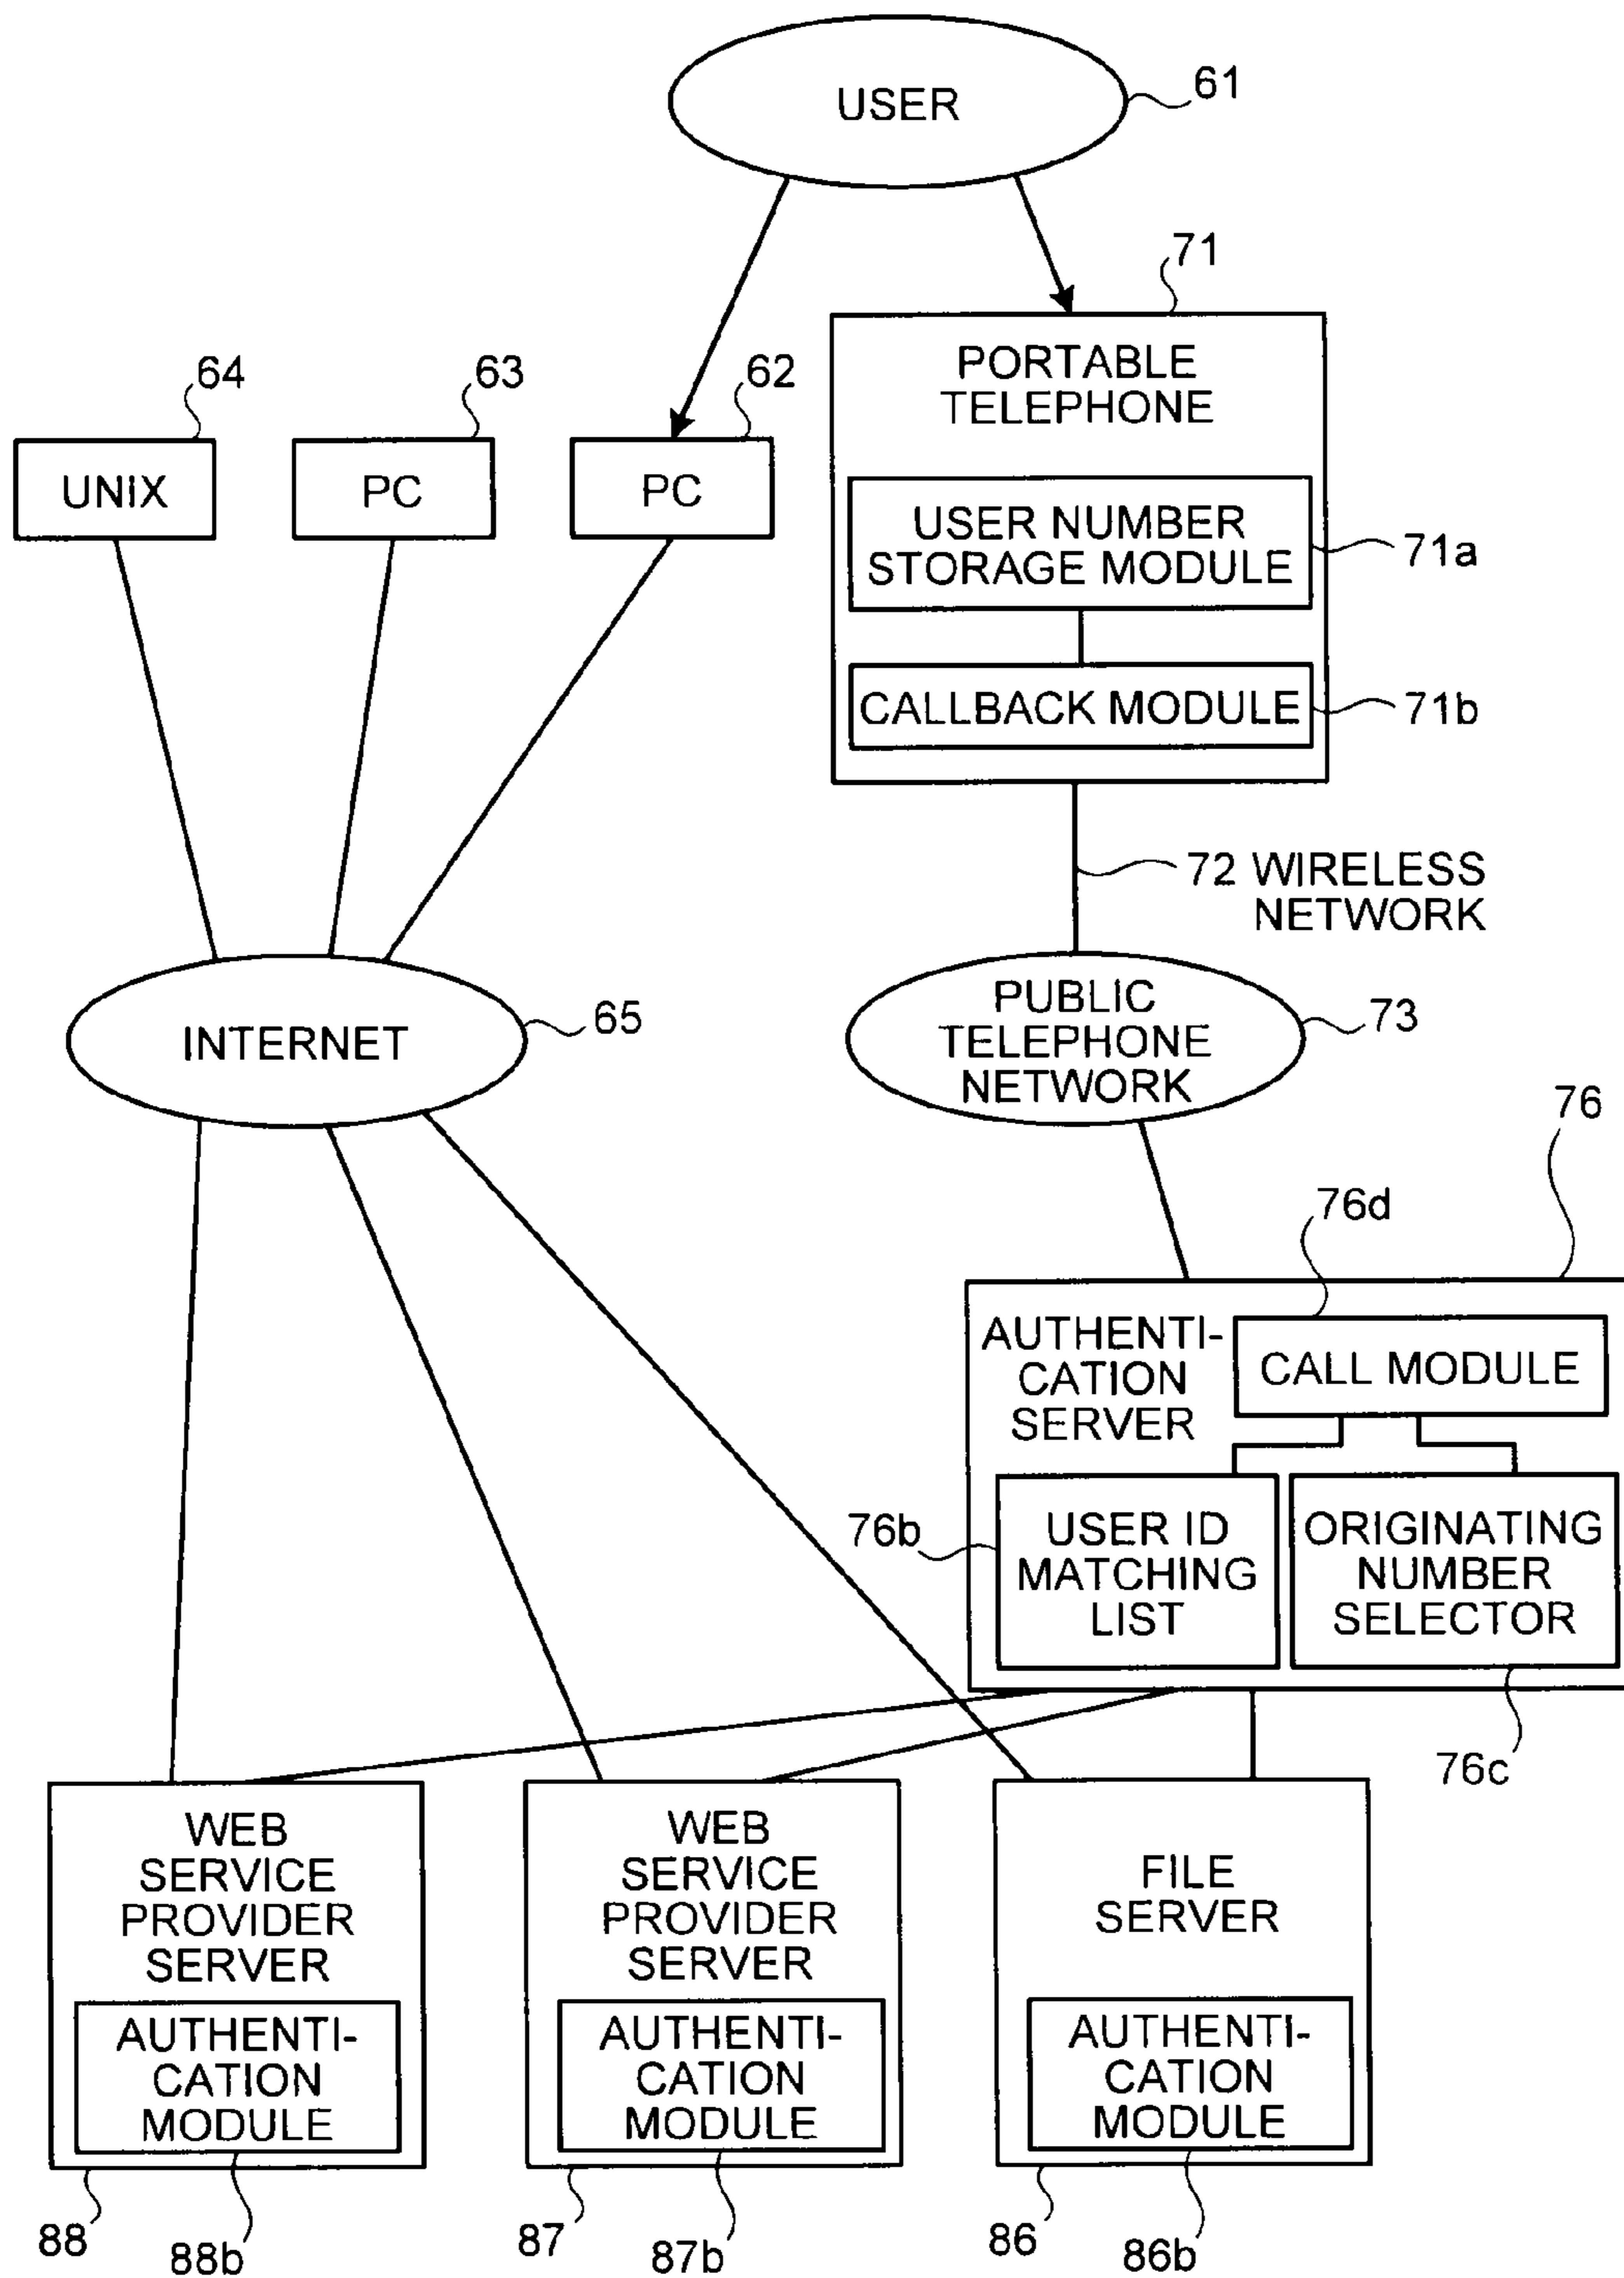 USER
61
71
PORTABLE
TELEPHONE
64
63
62
UNIX
PC
PC
USER NUMBER
STORAGE MODULE
71a
CALLBACK MODULE
71b
72 WIRELESS
NETWORK
INTERNET
65
PUBLIC
TELEPHONE
NETWORK
73
76
76d
AUTHENTI-
CATION
SERVER
CALL MODULE
76b
USER ID
MATCHING
LIST
ORIGINATING
NUMBER
SELECTOR
76c
WEB
SERVICE
PROVIDER
SERVER
AUTHENTI-
CATION
MODULE
WEB
SERVICE
PROVIDER
SERVER
AUTHENTI-
CATION
MODULE
FILE
SERVER
AUTHENTI-
CATION
MODULE
88
88b
87
87b
86
86b